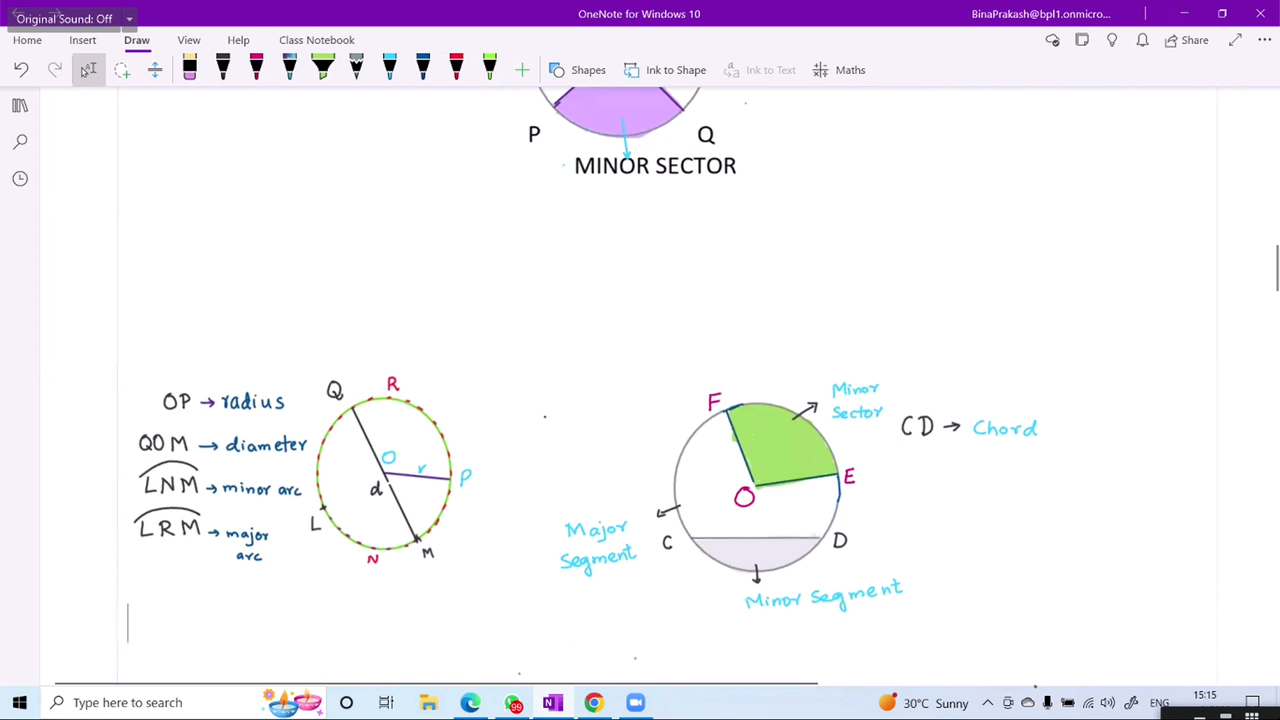 Original Sound: Off
OneNote for Windows 10
BinaPrakash@bpl1.onmicro...
Home
Insert
Draw
View
Help
Class Notebook
Share
Shapes
Ink to Shape
Ink to Text
Maths
P
Q
MINOR SECTOR
OP → radius
QOM → diameter
LNM → minor arc
LRM → major
arc
Q
R
O
r
P
d
L
N
M
F
Minor
Sector
CD → Chord
E
O
Major
Segment
C
D
Minor Segment
Type here to search
99
30°C Sunny
ENG
15:15